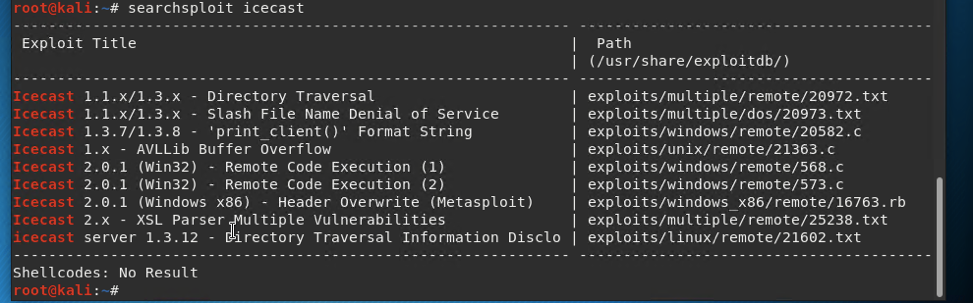 root@kali:~# searchsploit icecast
--------------------------------------------------------------- ----------------------------------------
 Exploit Title                                                 |  Path
                                                               | (/usr/share/exploitdb/)
--------------------------------------------------------------- ----------------------------------------
Icecast 1.1.x/1.3.x - Directory Traversal                      | exploits/multiple/remote/20972.txt
Icecast 1.1.x/1.3.x - Slash File Name Denial of Service        | exploits/multiple/dos/20973.txt
Icecast 1.3.7/1.3.8 - 'print_client()' Format String           | exploits/windows/remote/20582.c
Icecast 1.x - AVLLib Buffer Overflow                           | exploits/unix/remote/21363.c
Icecast 2.0.1 (Win32) - Remote Code Execution (1)              | exploits/windows/remote/568.c
Icecast 2.0.1 (Win32) - Remote Code Execution (2)              | exploits/windows/remote/573.c
Icecast 2.0.1 (Windows x86) - Header Overwrite (Metasploit)    | exploits/windows_x86/remote/16763.rb
Icecast 2.x - XSL Parser Multiple Vulnerabilities              | exploits/multiple/remote/25238.txt
icecast server 1.3.12 - Directory Traversal Information Disclo | exploits/linux/remote/21602.txt
--------------------------------------------------------------- ----------------------------------------
Shellcodes: No Result
root@kali:~#